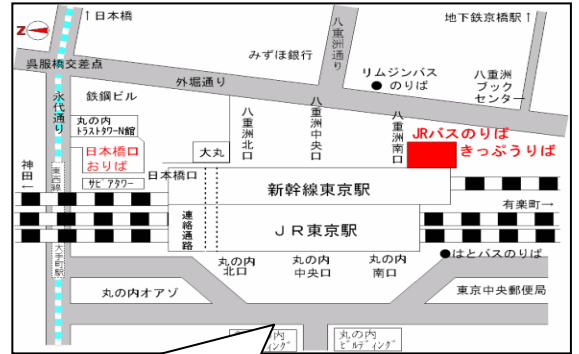 ↑日本橋
八重洲通り
地下鉄京橋駅↑
Z
呉服橋交差点
みずほ銀行
外堀通り
リムジンバス
のりば
八重洲
ブック
センター
永代通り
鉄鋼ビル
丸の内
トラストタワーN館
日本橋口
おりば
サピアタワー
大丸
八重洲北口
八重洲中央口
八重洲南口
JRバスのりば
きっぷうりば
神田
←
東西線
日本橋口
新幹線東京駅
有楽町→
連絡通路
JR東京駅
大手町駅
丸の内
北口
丸の内
中央口
丸の内
南口
はとバスのりば
丸の内オアゾ
東京中央郵便局
丸の内
ビルディング